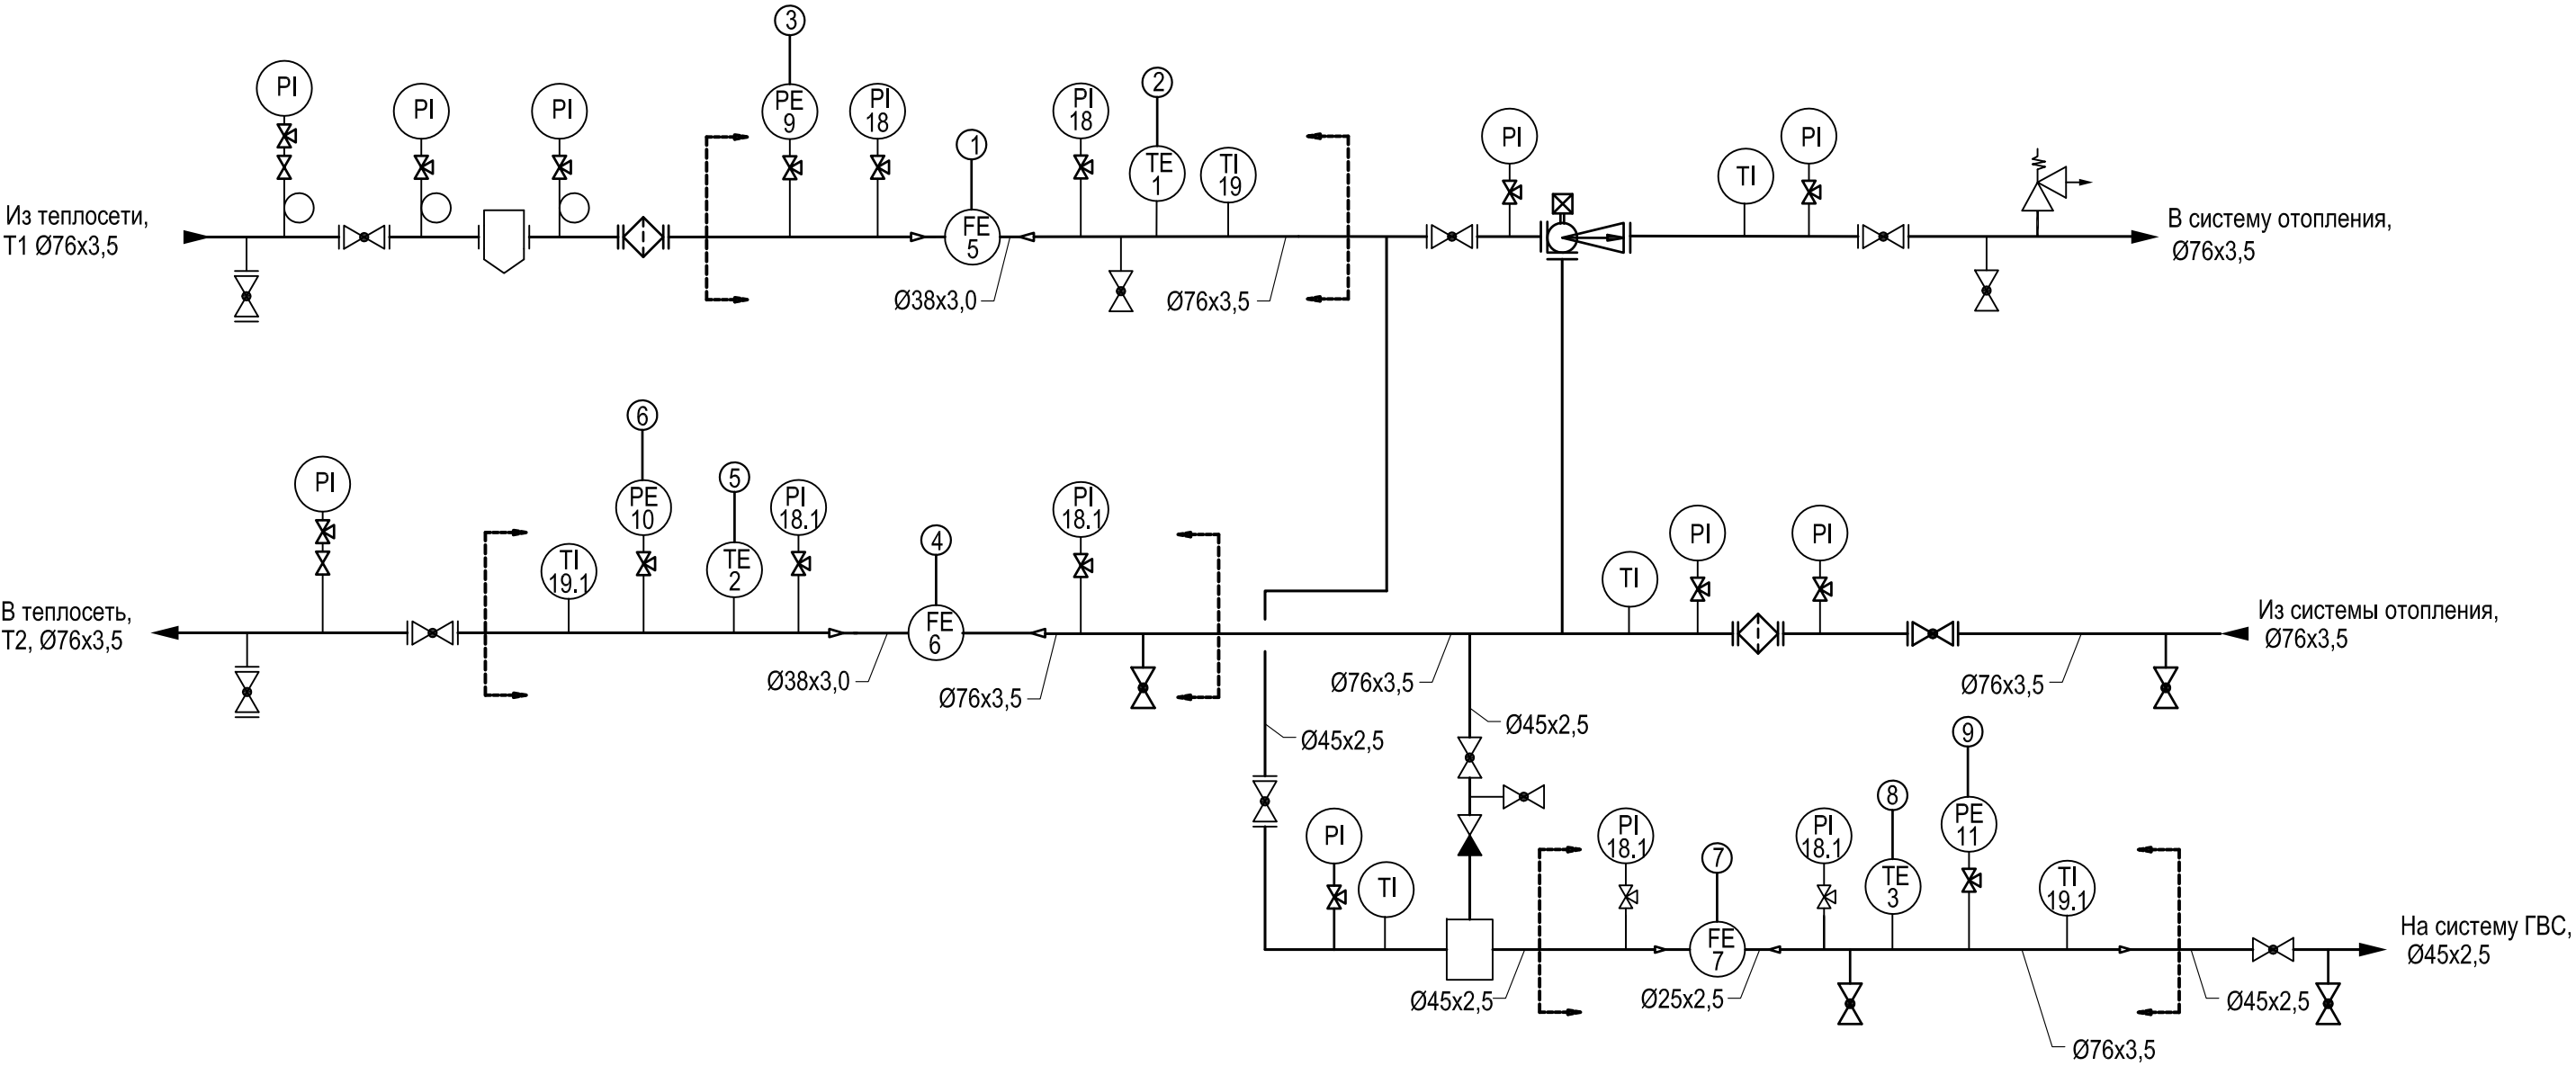 3
PI
PI
PI
PE
9
PI
18
1
PI
18
2
TE
1
TI
19
PI
TI
PI
Из теплосети,
T1 Ø76x3,5
FE
5
Ø38x3,0
Ø76x3,5
В систему отопления,
Ø76x3,5
6
PI
PE
10
5
PI
18.1
4
PI
18.1
TI
19.1
TE
2
TI
PI
PI
В теплосеть,
T2, Ø76x3,5
FE
6
Ø38x3,0
Ø76x3,5
Ø76x3,5
Ø76x3,5
Из системы отопления,
Ø76x3,5
Ø45x2,5
Ø45x2,5
9
PI
TI
PI
18.1
7
PI
18.1
8
TE
3
PE
11
TI
19.1
FE
7
На систему ГВС,
Ø45x2,5
Ø45x2,5
Ø25x2,5
Ø45x2,5
Ø76x3,5